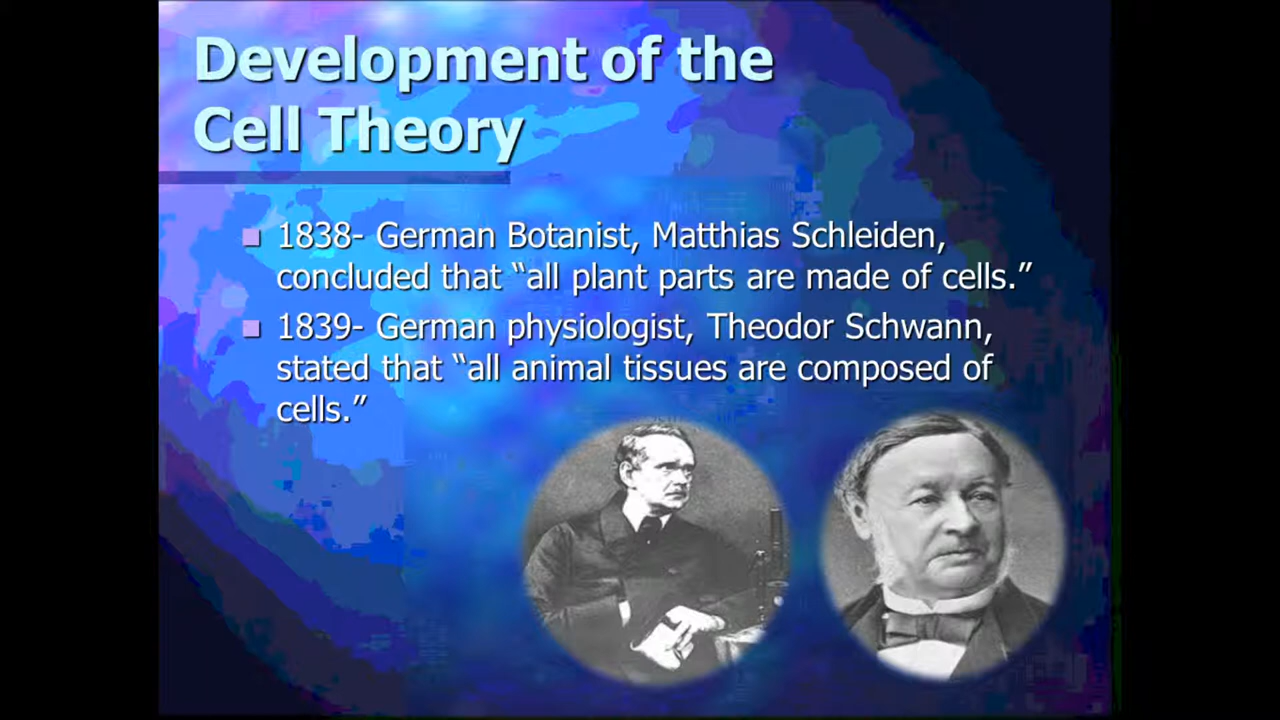 Development of the
Cell Theory
1838- German Botanist, Matthias Schleiden,
concluded that “all plant parts are made of cells.”
1839- German physiologist, Theodor Schwann,
stated that “all animal tissues are composed of
cells.”